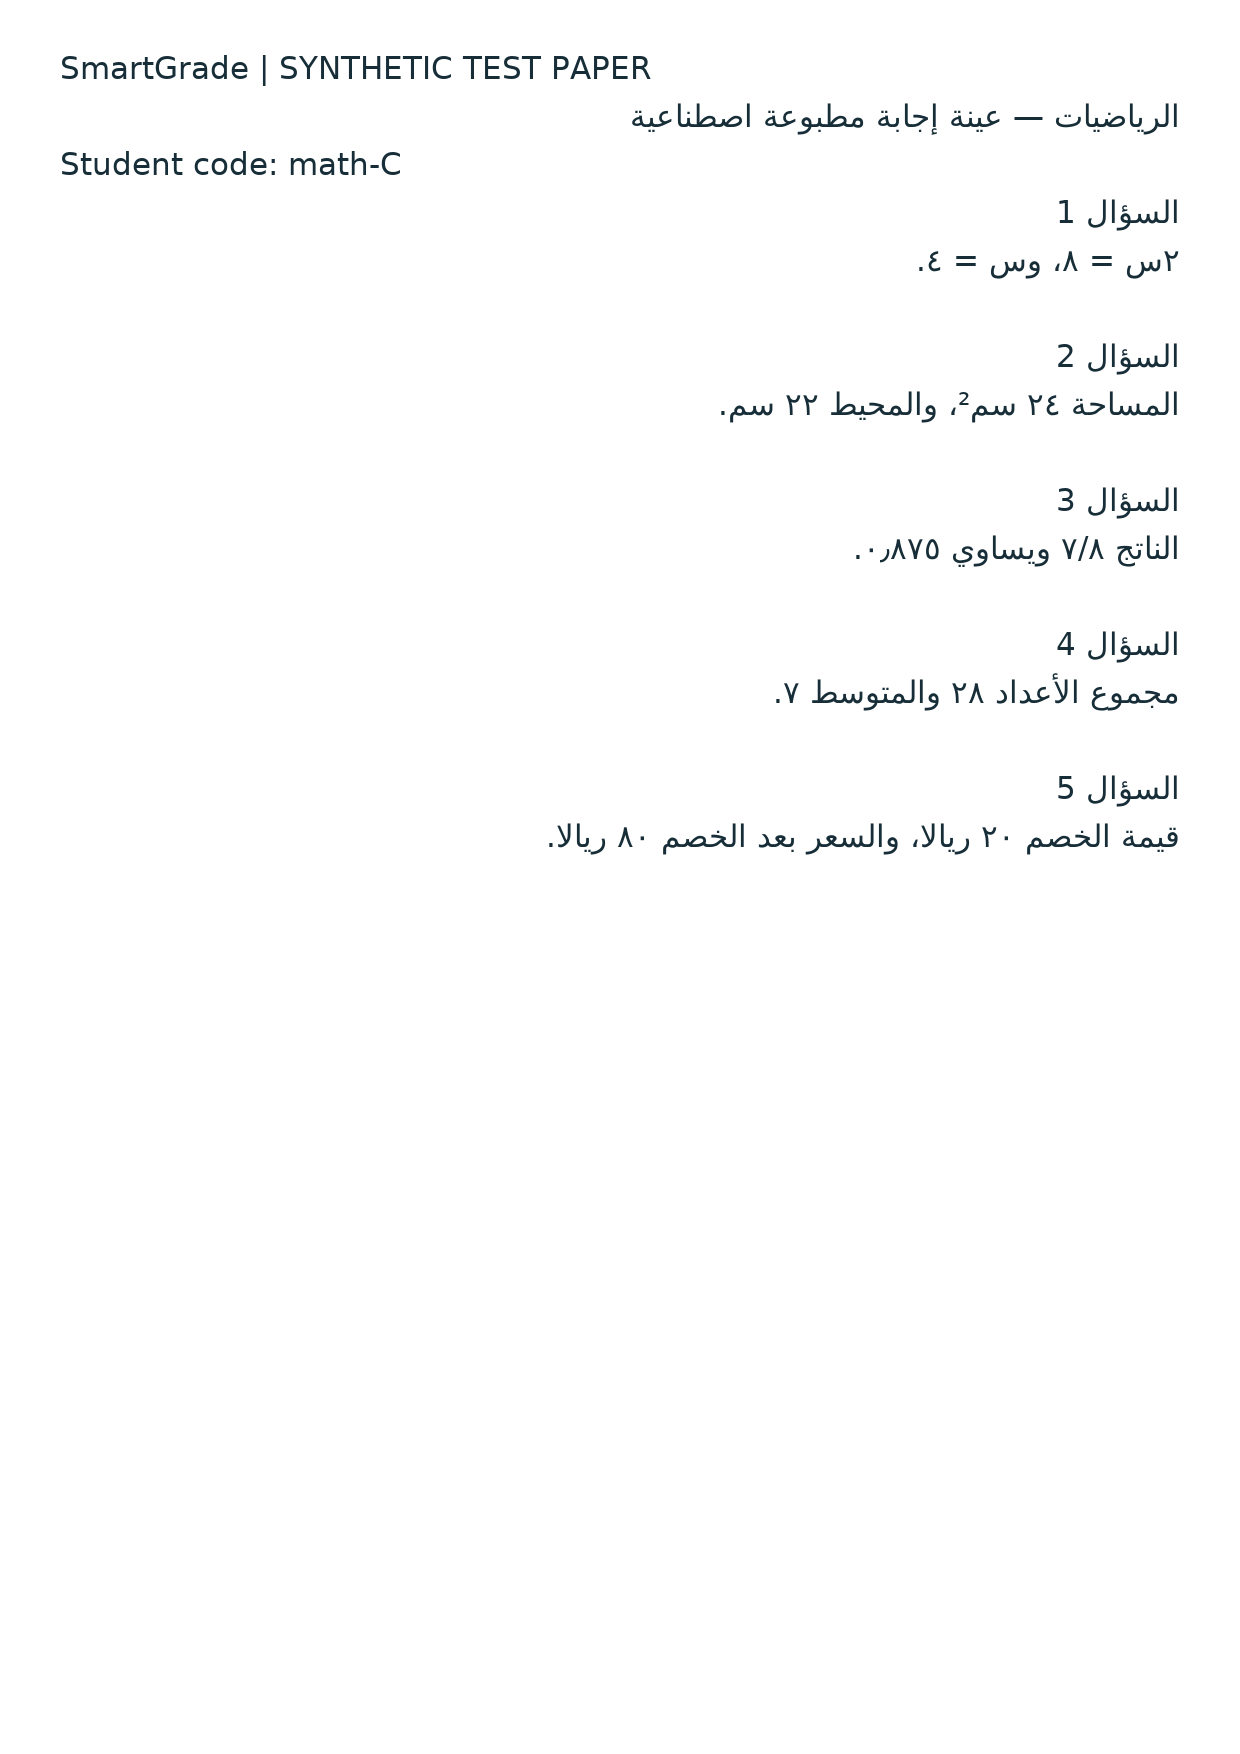 SmartGrade | SYNTHETIC TEST PAPER
الرياضيات — عينة إجابة مطبوعة اصطناعية
Student code: math-C
السؤال 1
٢س = ٨، وس = ٤.
السؤال 2
المساحة ٢٤ سم²، والمحيط ٢٢ سم.
السؤال 3
الناتج ٧/٨ ويساوي ٠٫٨٧٥.
السؤال 4
مجموع الأعداد ٢٨ والمتوسط ٧.
السؤال 5
قيمة الخصم ٢٠ ريالا، والسعر بعد الخصم ٨٠ ريالا.